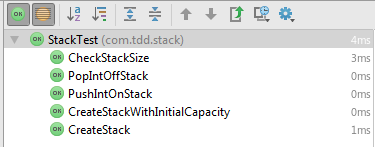 StackTest (com.tdd.stack) 4ms
CheckStackSize 3ms
PopIntOffStack 0ms
PushIntOnStack 0ms
CreateStackWithInitialCapacity 0ms
CreateStack 1ms